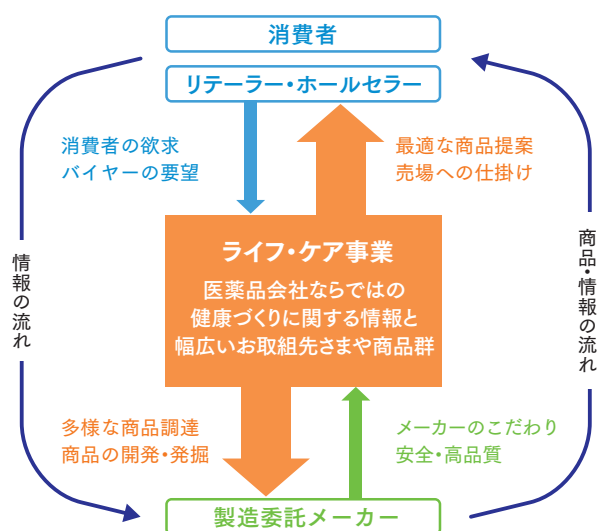 消費者
リテーラー・ホールセラー
消費者の欲求
バイヤーの要望
最適な商品提案
売場への仕掛け
ライフ・ケア事業
医薬品会社ならではの
健康づくりに関する情報と
幅広いお取組先さまや商品群
情報の流れ
商品・情報の流れ
多様な商品調達
商品の開発・発掘
メーカーのこだわり
安全・高品質
製造委託メーカー